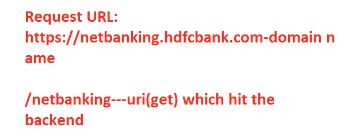 Request URL:
https://netbanking.hdfcbank.com-domain n
ame
/netbanking---uri(get) which hit the
backend